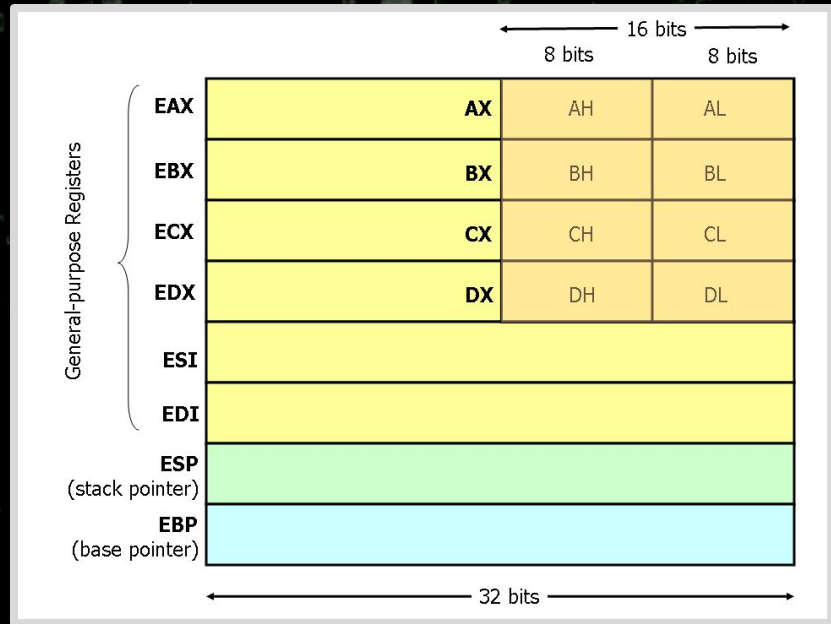 16 bits
8 bits 8 bits
EAX AX AH AL
EBX BX BH BL
ECX CX CH CL
EDX DX DH DL
ESI
EDI
General-purpose Registers
ESP
(stack pointer)
EBP
(base pointer)
32 bits